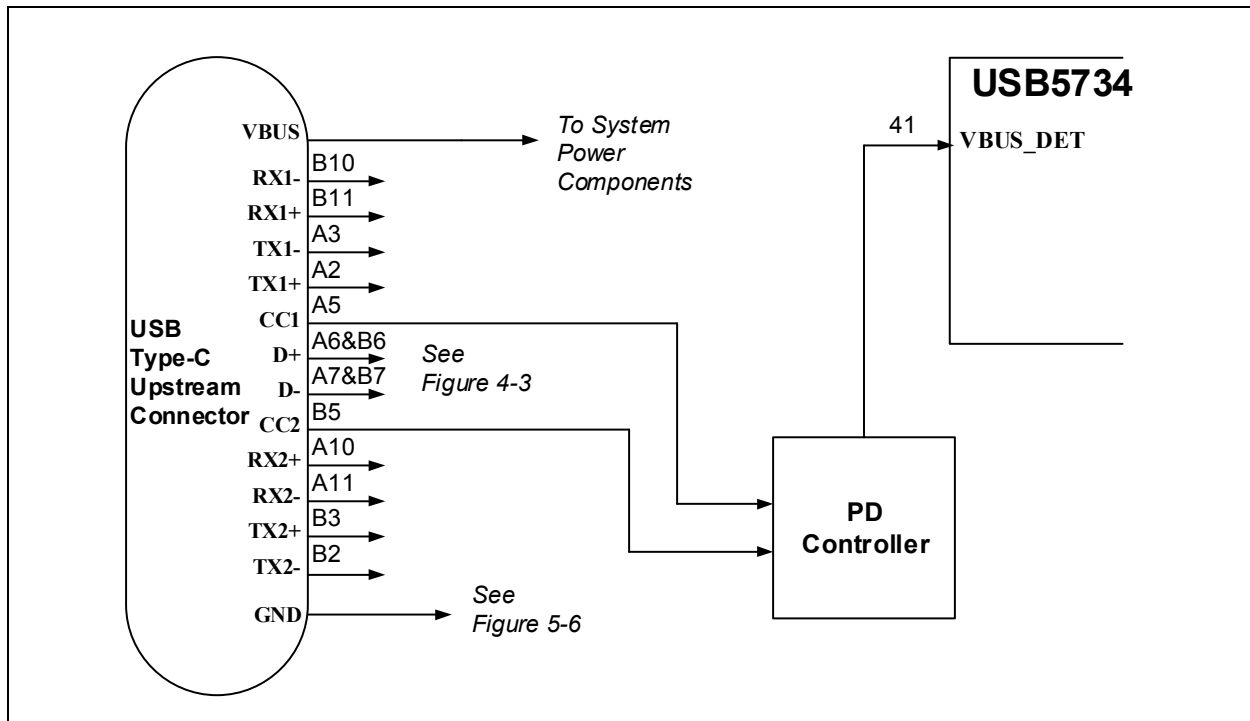 USB5734
41
VBUS_DET
VBUS
To System
Power
Components
B10
RX1-
B11
RX1+
A3
TX1-
A2
TX1+
A5
CC1
USB
Type-C
Upstream
Connector
A6&B6
D+
See
Figure 4-3
A7&B7
D-
B5
CC2
A10
RX2+
A11
RX2-
B3
TX2+
B2
TX2-
PD
Controller
GND
See
Figure 5-6